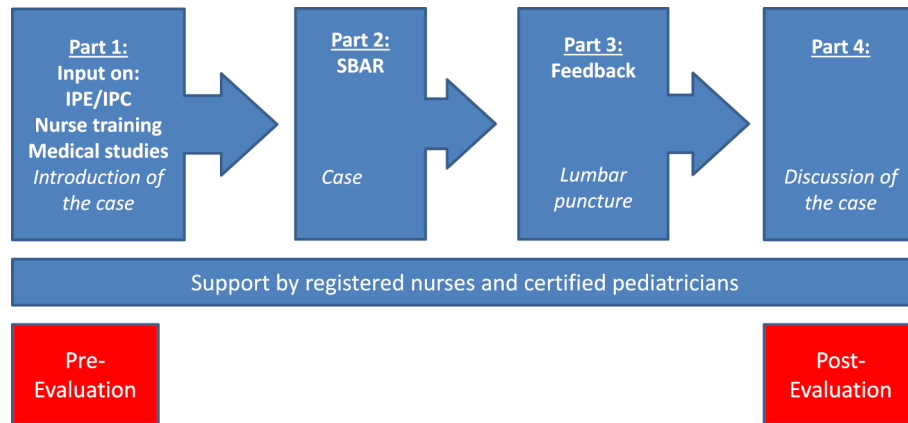 Part 1:
Input on:
IPE/IPC
Nurse training
Medical studies
Introduction of
the case
Part 2:
SBAR
Case
Part 3:
Feedback
Lumbar
puncture
Part 4:
Discussion of
the case
Support by registered nurses and certified pediatricians
Pre-
Evaluation
Post-
Evaluation